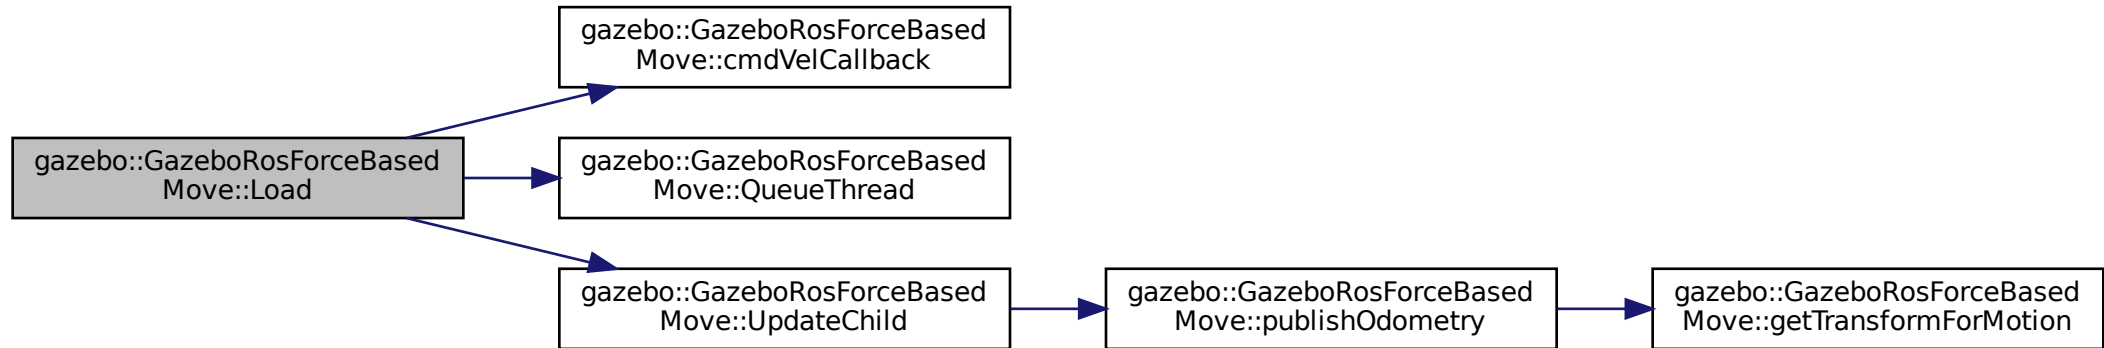 gazebo::GazeboRosForceBased
Move::Load
gazebo::GazeboRosForceBased
Move::cmdVelCallback
gazebo::GazeboRosForceBased
Move::QueueThread
gazebo::GazeboRosForceBased
Move::UpdateChild
gazebo::GazeboRosForceBased
Move::publishOdometry
gazebo::GazeboRosForceBased
Move::getTransformForMotion